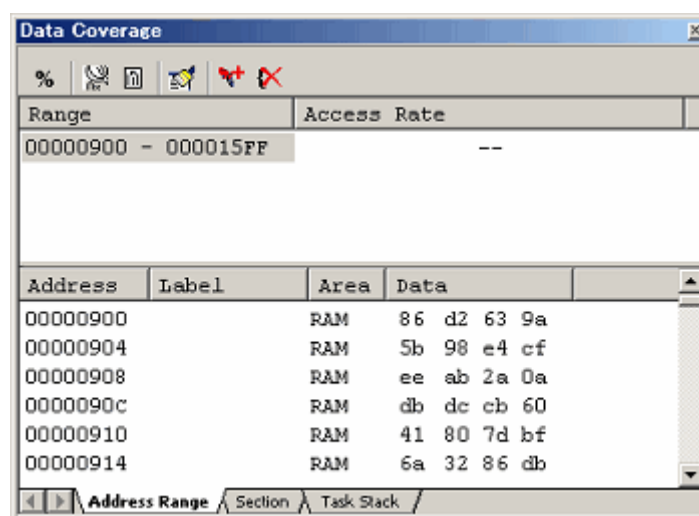 Data Coverage
%
Range Access Rate
00000900 - 000015FF --
Address Label Area Data
00000900 RAM 86 d2 63 9a
00000904 RAM 5b 98 e4 cf
00000908 RAM ee ab 2a 0a
0000090C RAM db dc cb 60
00000910 RAM 41 80 7d bf
00000914 RAM 6a 32 86 db
Address Range Section Task Stack